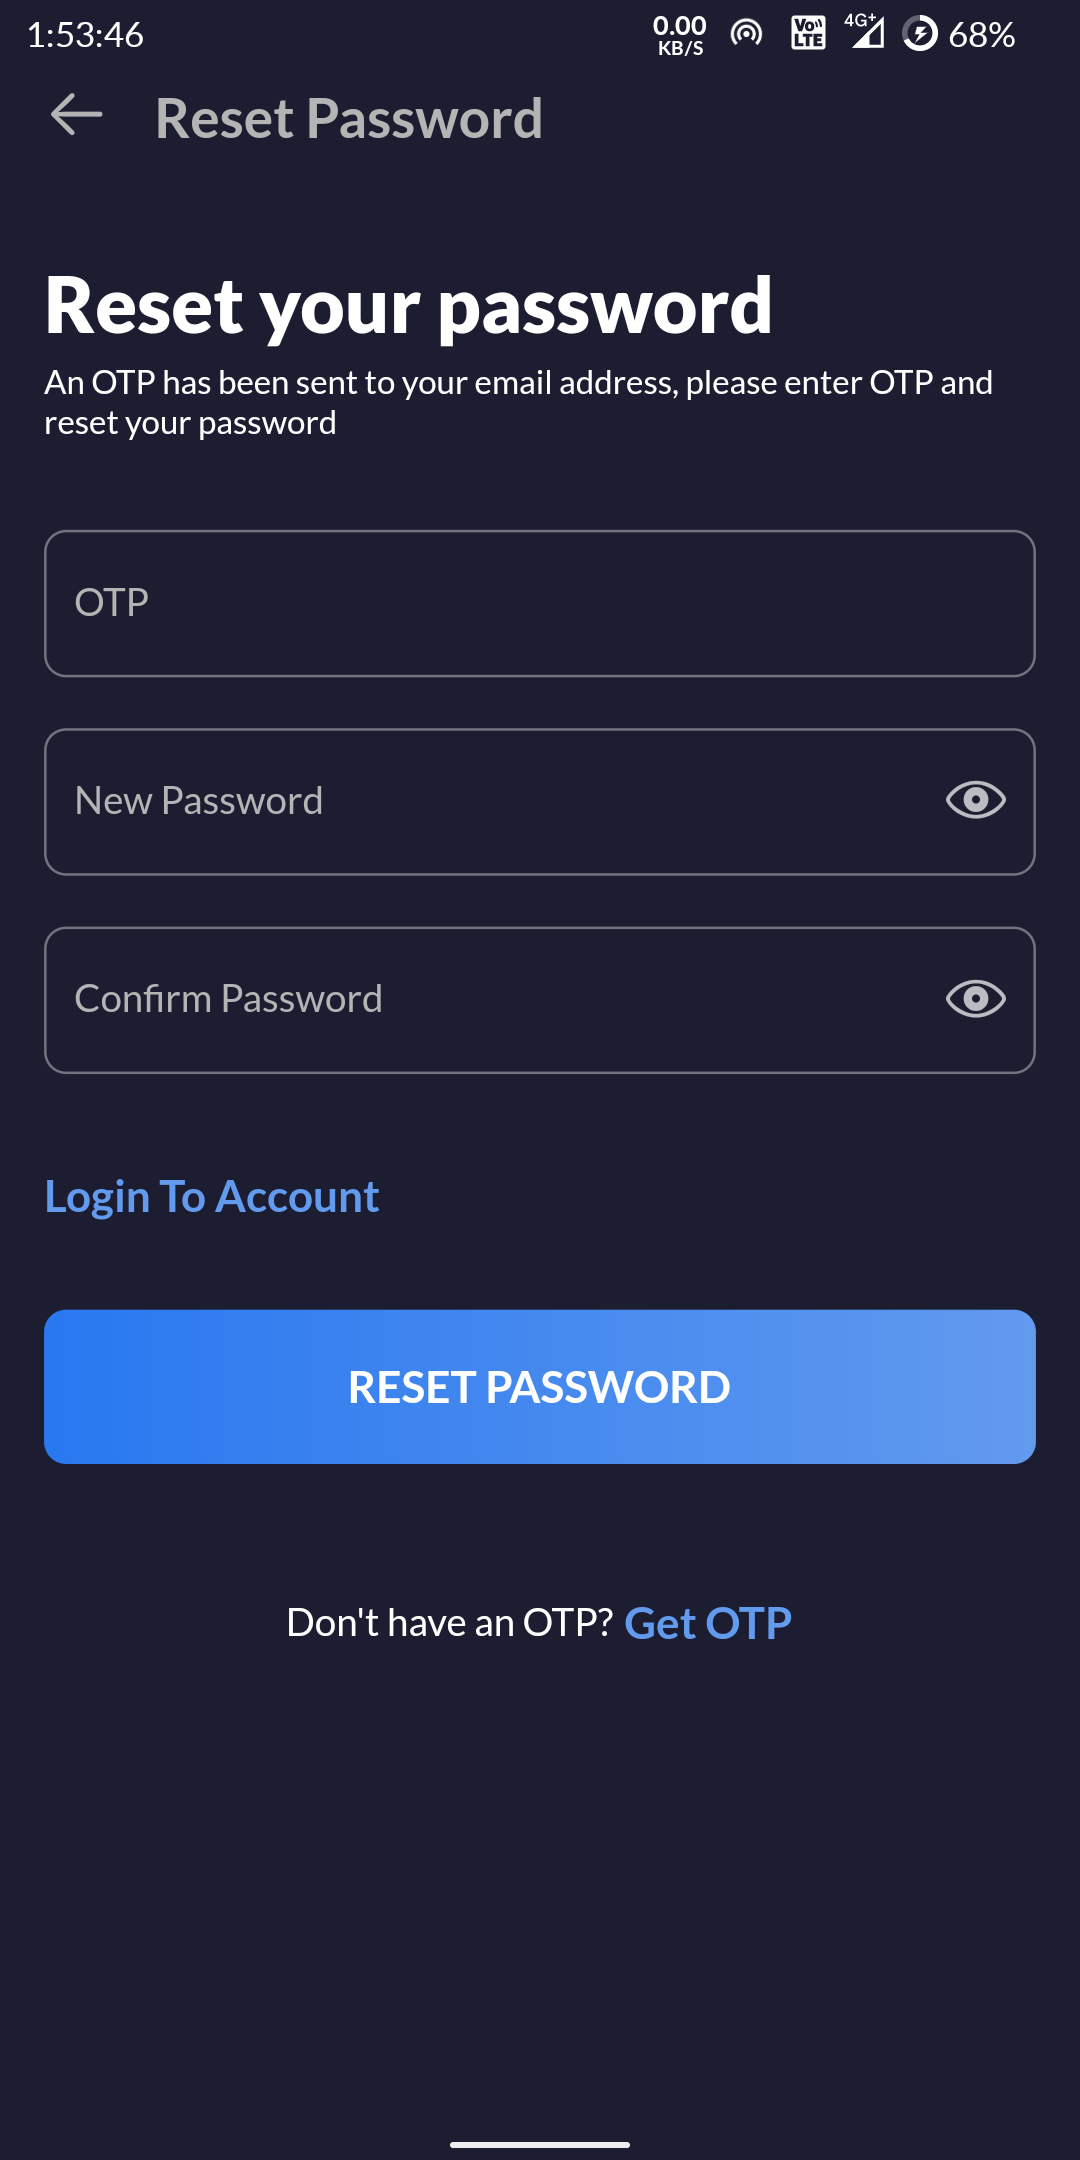 1:53:46
0.00
KB/S
Vo
LTE
4G+
68%
Reset Password
Reset your password
An OTP has been sent to your email address, please enter OTP and
reset your password
OTP
New Password
Confirm Password
Login To Account
RESET PASSWORD
Don't have an OTP? Get OTP